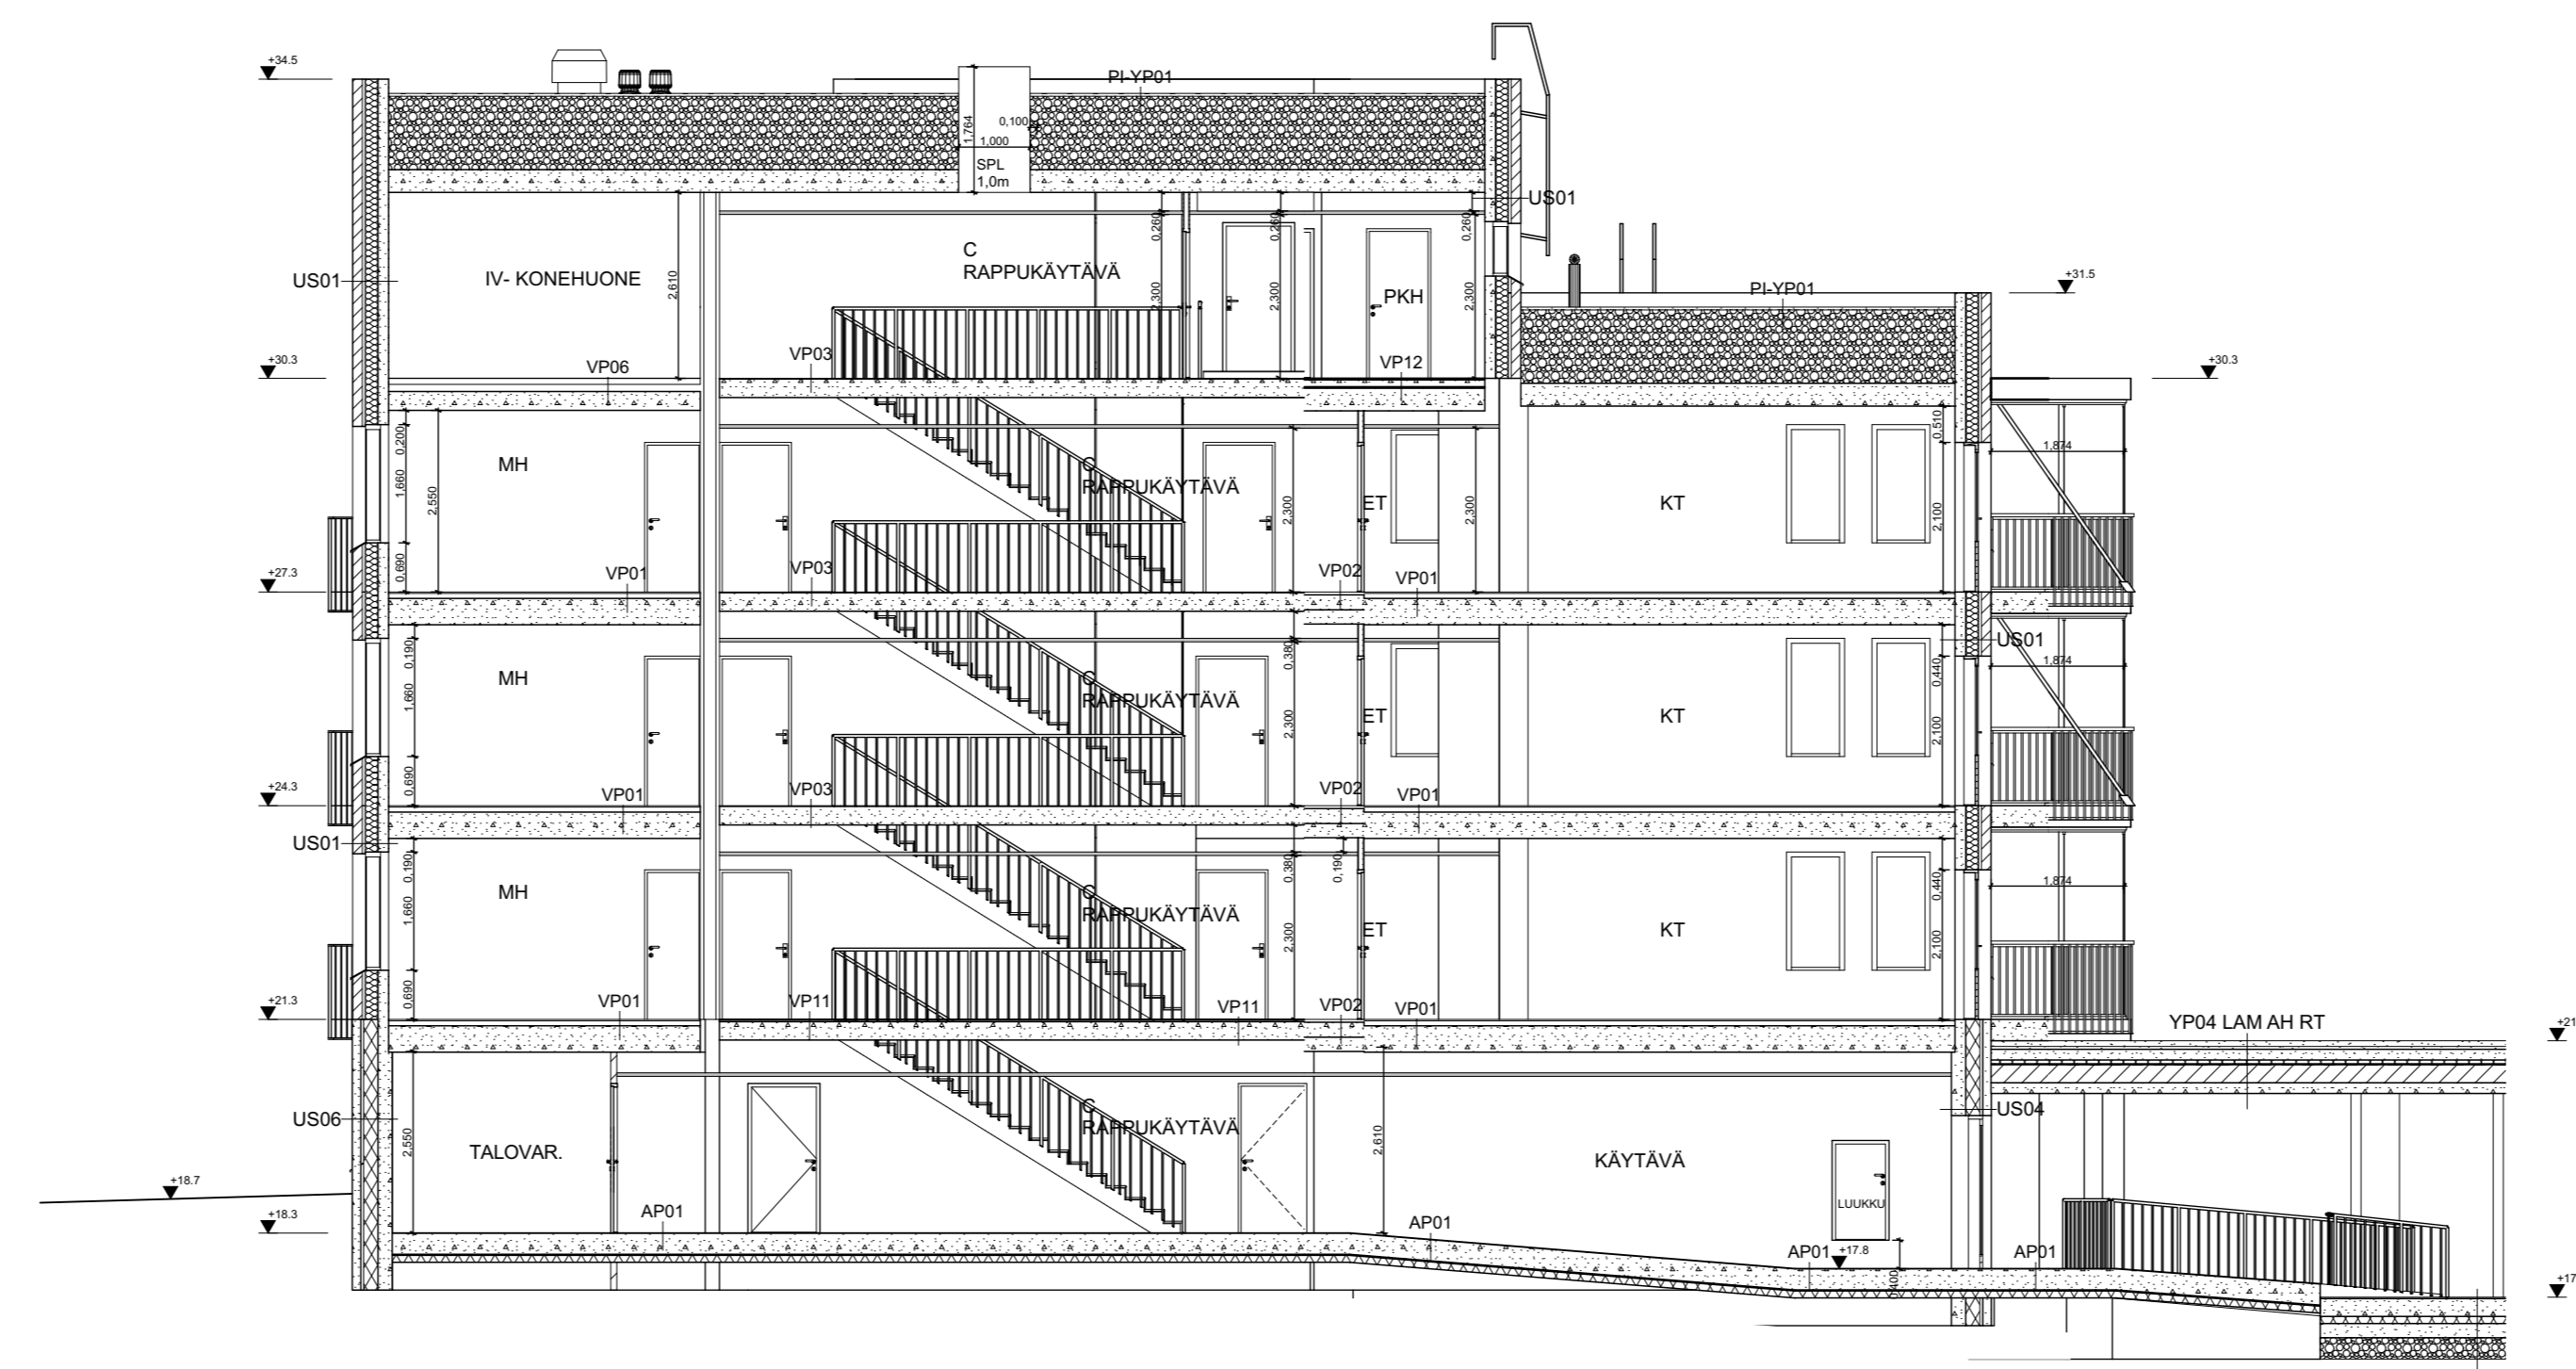 +34.5
PI-YP01
1,764
0,100
1,000
SPL
1,0m
US01
0,260
0,260
0,260
C
RAPPUKÄYTÄVÄ
US01
IV- KONEHUONE
2,610
2,300
2,300
PKH
2,300
+31.5
PI-YP01
+30.3
VP06
VP03
VP12
+30.3
0,200
1,660
2,550
0,690
MH
C
RAPPUKÄYTÄVÄ
2,300
ET
2,300
KT
0,510
2,100
1,874
+27.3
VP01
VP03
VP02
VP01
0,190
1,660
0,690
MH
C
RAPPUKÄYTÄVÄ
0,380
2,300
ET
KT
US01
0,440
2,100
1,874
+24.3
VP01
VP03
VP02
VP01
US01
0,190
1,660
0,690
MH
C
RAPPUKÄYTÄVÄ
0,380
2,300
0,190
ET
KT
0,440
2,100
1,874
+21.3
VP01
VP11
VP11
VP02
VP01
YP04 LAM AH RT
+21
US06
2,550
TALOVAR.
C
RAPPUKÄYTÄVÄ
2,610
KÄYTÄVÄ
US04
LUUKKU
+18.7
+18.3
AP01
AP01
AP01
+17.8
AP01
0,400
+17